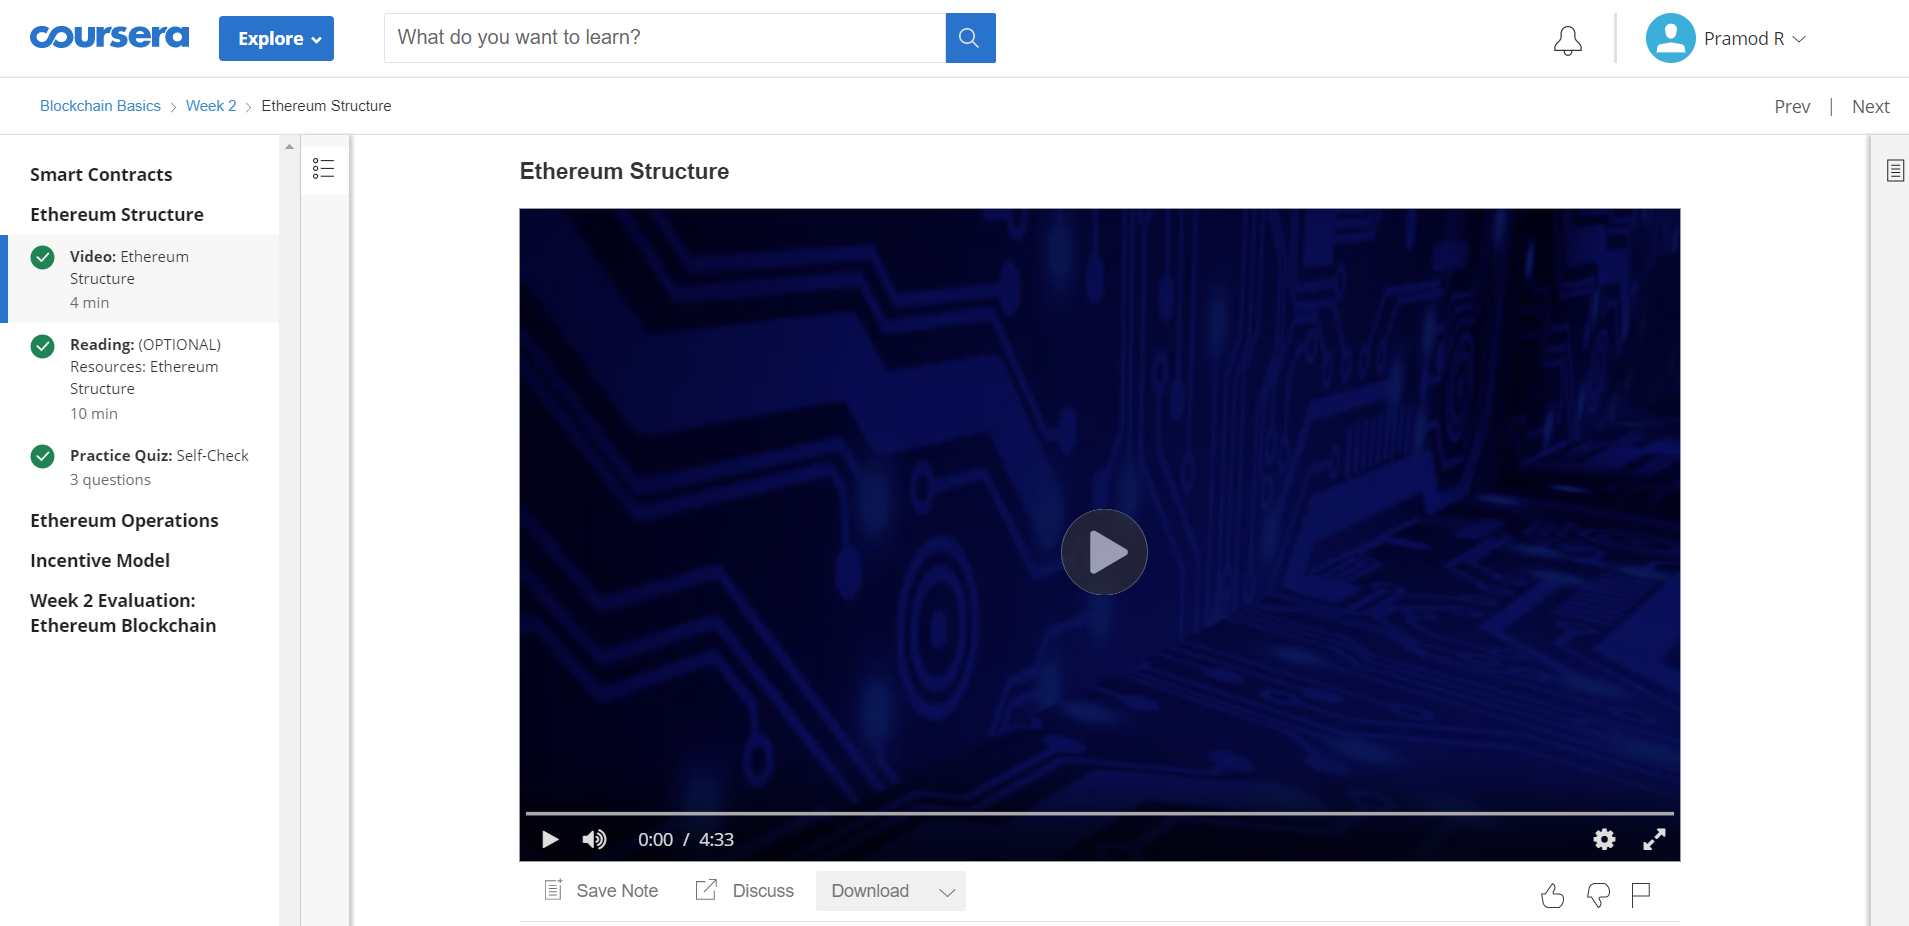 coursera
Explore
What do you want to learn?
Pramod R
Blockchain Basics > Week 2 > Ethereum Structure
Prev | Next
Smart Contracts
Ethereum Structure
Video: Ethereum
Structure
4 min
Reading: (OPTIONAL)
Resources: Ethereum
Structure
10 min
Practice Quiz: Self-Check
3 questions
Ethereum Operations
Incentive Model
Week 2 Evaluation:
Ethereum Blockchain
Ethereum Structure
0:00 / 4:33
Save Note
Discuss
Download